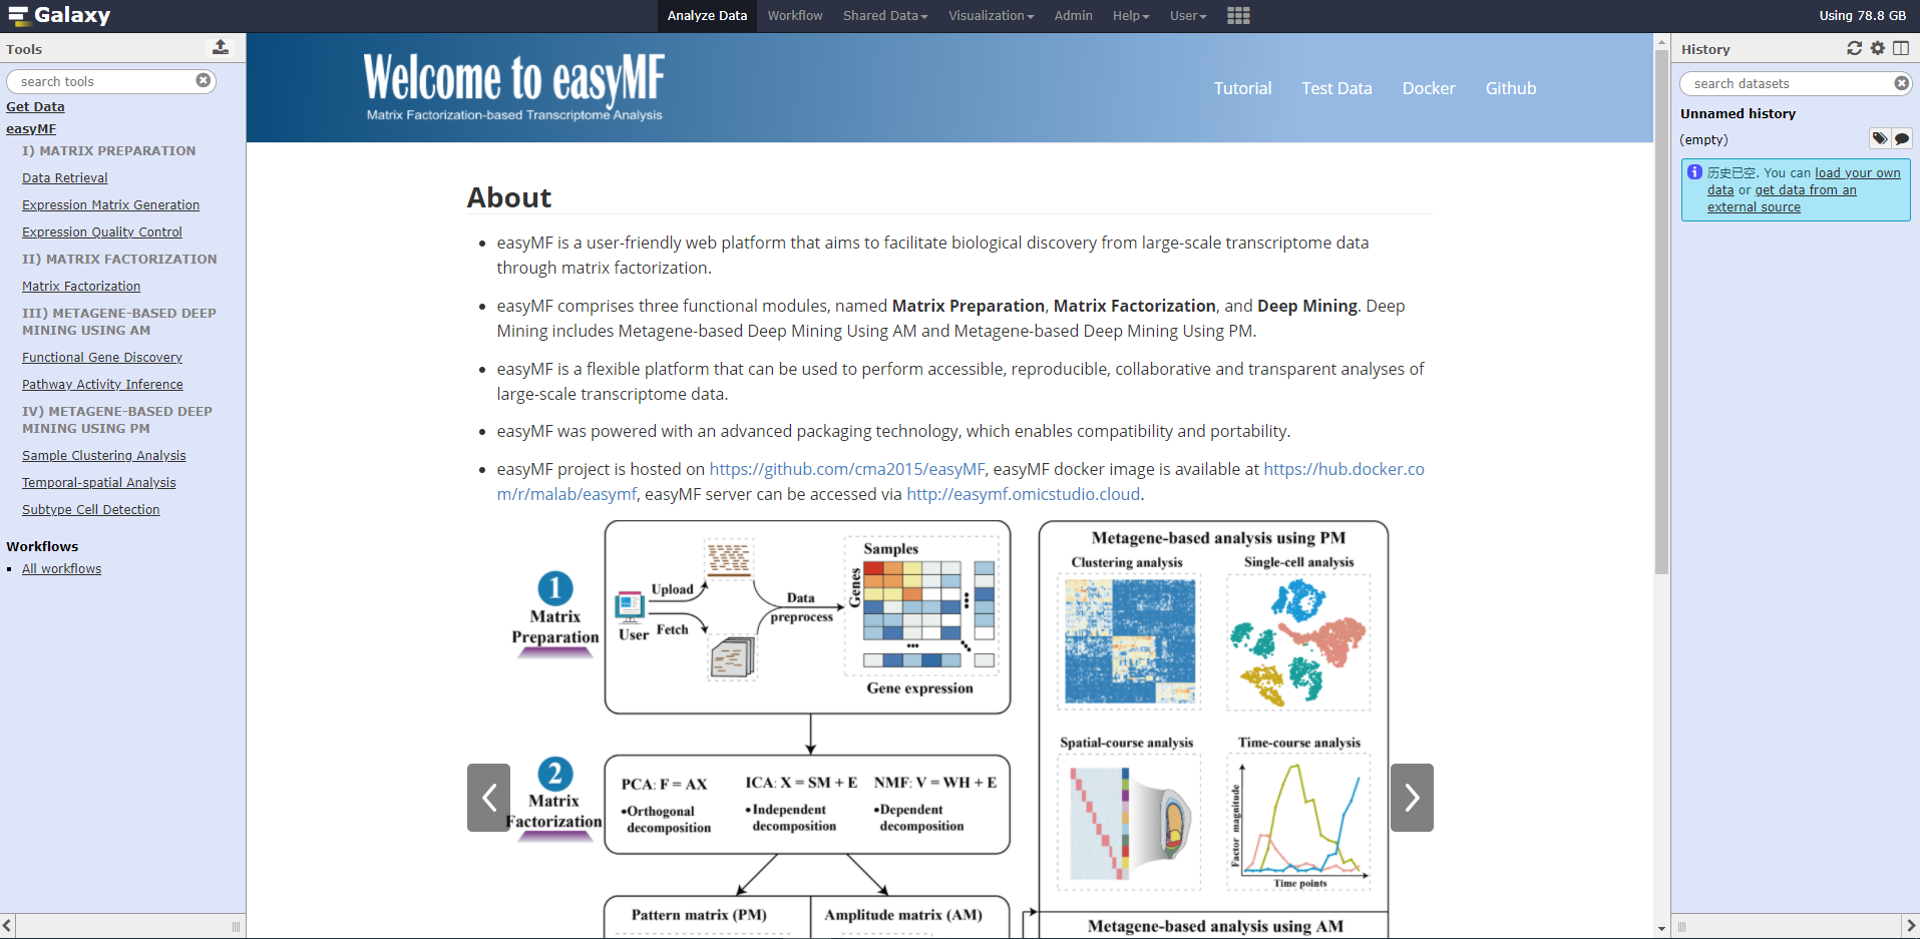 Galaxy
Analyze Data
Workflow
Shared Data
Visualization
Admin
Help
User
Using 78.8 GB
Tools
search tools
Get Data
easyMF
I) MATRIX PREPARATION
Data Retrieval
Expression Matrix Generation
Expression Quality Control
II) MATRIX FACTORIZATION
Matrix Factorization
III) METAGENE-BASED DEEP
MINING USING AM
Functional Gene Discovery
Pathway Activity Inference
IV) METAGENE-BASED DEEP
MINING USING PM
Sample Clustering Analysis
Temporal-spatial Analysis
Subtype Cell Detection
Workflows
All workflows
Welcome to easyMF
Matrix Factorization-based Transcriptome Analysis
Tutorial
Test Data
Docker
Github
About
easyMF is a user-friendly web platform that aims to facilitate biological discovery from large-scale transcriptome data
through matrix factorization.
easyMF comprises three functional modules, named Matrix Preparation, Matrix Factorization, and Deep Mining. Deep
Mining includes Metagene-based Deep Mining Using AM and Metagene-based Deep Mining Using PM.
easyMF is a flexible platform that can be used to perform accessible, reproducible, collaborative and transparent analyses of
large-scale transcriptome data.
easyMF was powered with an advanced packaging technology, which enables compatibility and portability.
easyMF project is hosted on https://github.com/cma2015/easyMF, easyMF docker image is available at https://hub.docker.co
m/r/malab/easymf, easyMF server can be accessed via http://easymf.omicstudio.cloud.
1
Matrix
Preparation
User
Upload
Fetch
Data
preprocess
Samples
Genes
Gene expression
2
Matrix
Factorization
PCA: F = AX
•Orthogonal
decomposition
ICA: X = SM + E
•Independent
decomposition
NMF: V = WH + E
•Dependent
decomposition
Pattern matrix (PM)
Amplitude matrix (AM)
Metagene-based analysis using PM
Clustering analysis
Single-cell analysis
Spatial-course analysis
Time-course analysis
Factor magnitude
Time points
Metagene-based analysis using AM
History
search datasets
Unnamed history
(empty)
历史已空. You can load your own
data or get data from an
external source